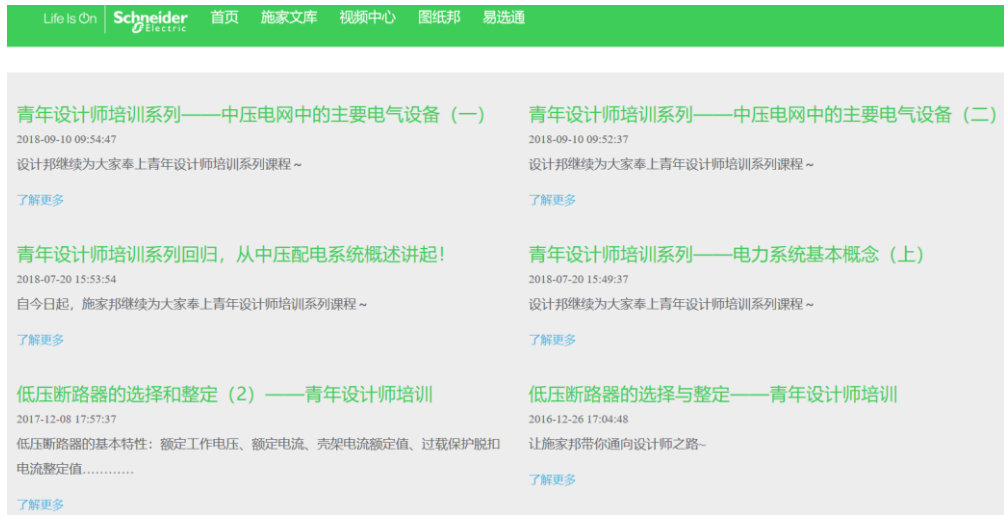 Life Is On Schneider Electric 首页 施家文库 视频中心 图纸邦 易选通
青年设计师培训系列——中压电网中的主要电气设备（一）
2018-09-10 09:54:47
设计邦继续为大家奉上青年设计师培训系列课程～
了解更多
青年设计师培训系列——中压电网中的主要电气设备（二）
2018-09-10 09:52:37
设计邦继续为大家奉上青年设计师培训系列课程～
了解更多
青年设计师培训系列回归，从中压配电系统概述讲起！
2018-07-20 15:53:54
自今日起，施家邦继续为大家奉上青年设计师培训系列课程～
了解更多
青年设计师培训系列——电力系统基本概念（上）
2018-07-20 15:49:37
设计邦继续为大家奉上青年设计师培训系列课程～
了解更多
低压断路器的选择和整定（2）——青年设计师培训
2017-12-08 17:57:37
低压断路器的基本特性：额定工作电压、额定电流、壳架电流额定值、过载保护脱扣
电流整定值…………
了解更多
低压断路器的选择与整定——青年设计师培训
2016-12-26 17:04:48
让施家邦带你通向设计师之路~
了解更多